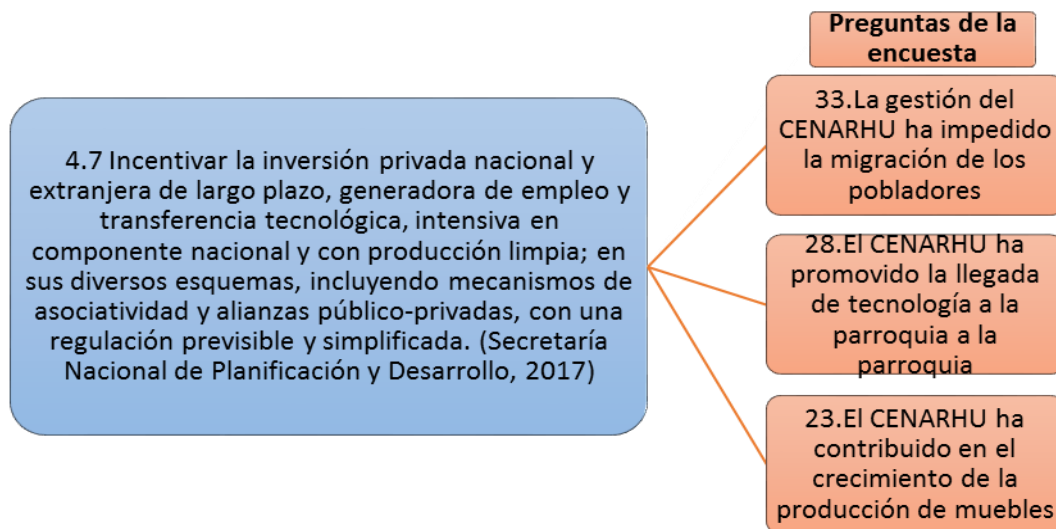 Preguntas de la
encuesta
4.7 Incentivar la inversión privada nacional y
extranjera de largo plazo, generadora de empleo y
transferencia tecnológica, intensiva en
componente nacional y con producción limpia; en
sus diversos esquemas, incluyendo mecanismos de
asociatividad y alianzas público-privadas, con una
regulación previsible y simplificada. (Secretaría
Nacional de Planificación y Desarrollo, 2017)
33.La gestión del
CENARHU ha impedido
la migración de los
pobladores
28.El CENARHU ha
promovido la llegada
de tecnología a la
parroquia a la
parroquia
23.El CENARHU ha
contribuido en el
crecimiento de la
producción de muebles